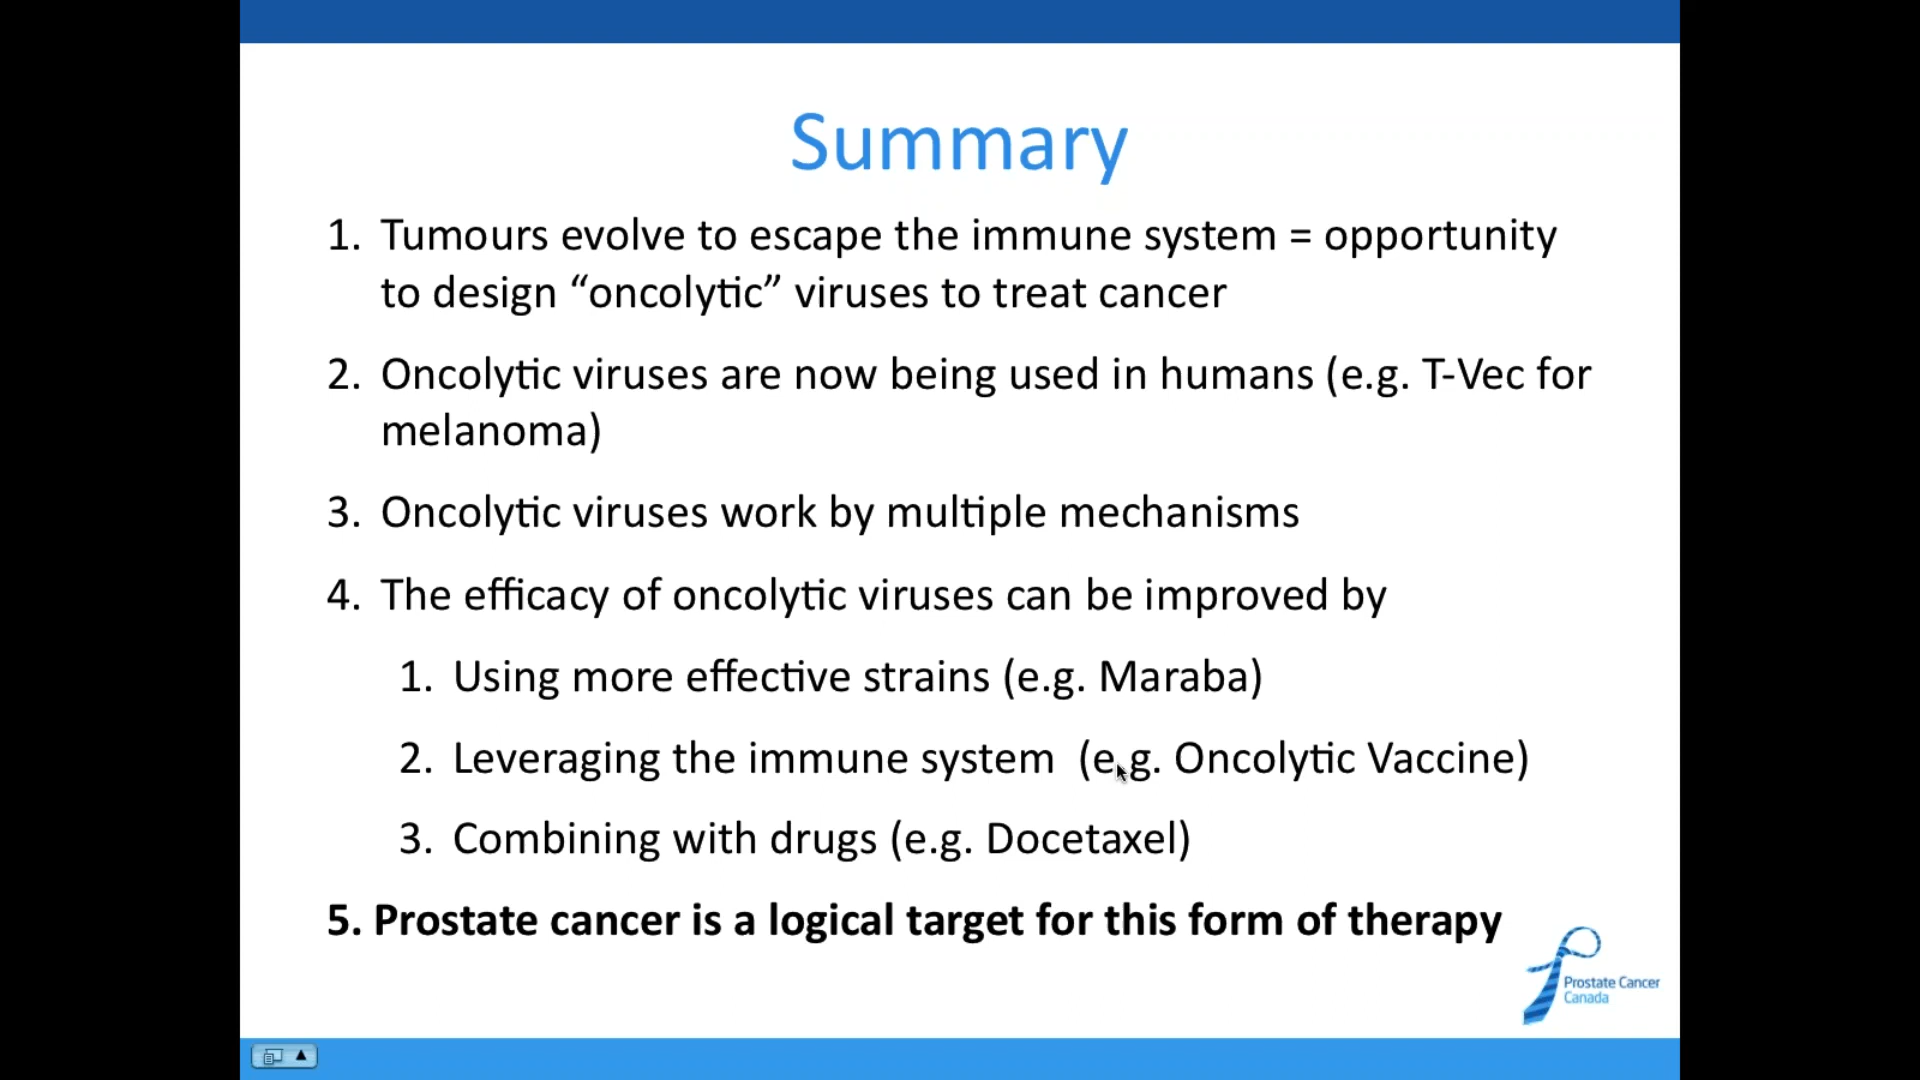 Summary
1. Tumours evolve to escape the immune system = opportunity
to design “oncolytic” viruses to treat cancer
2. Oncolytic viruses are now being used in humans (e.g. T-Vec for
melanoma)
3. Oncolytic viruses work by multiple mechanisms
4. The efficacy of oncolytic viruses can be improved by
1. Using more effective strains (e.g. Maraba)
2. Leveraging the immune system (e.g. Oncolytic Vaccine)
3. Combining with drugs (e.g. Docetaxel)
5. Prostate cancer is a logical target for this form of therapy
Prostate Cancer
Canada